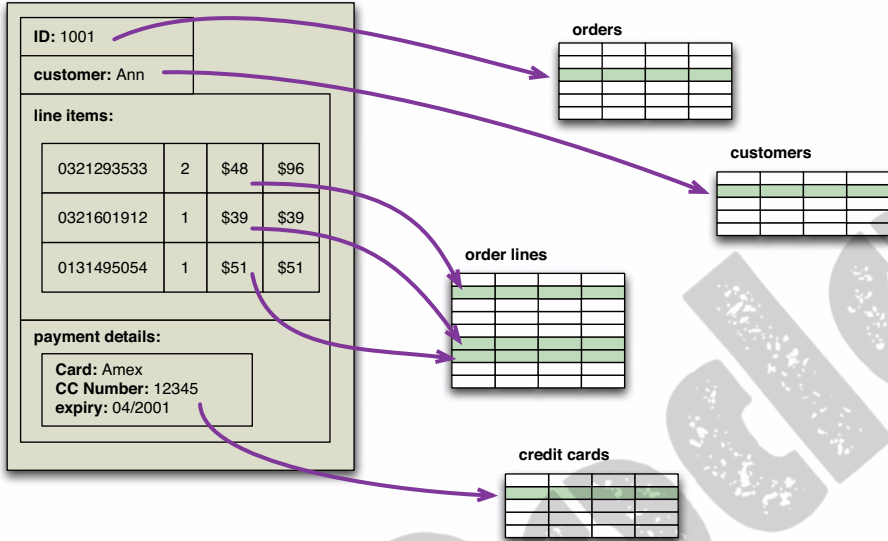 ID: 1001
customer: Ann
line items:
0321293533 2 $48 $96
0321601912 1 $39 $39
0131495054 1 $51 $51
payment details:
Card: Amex
CC Number: 12345
expiry: 04/2001
orders
customers
order lines
credit cards